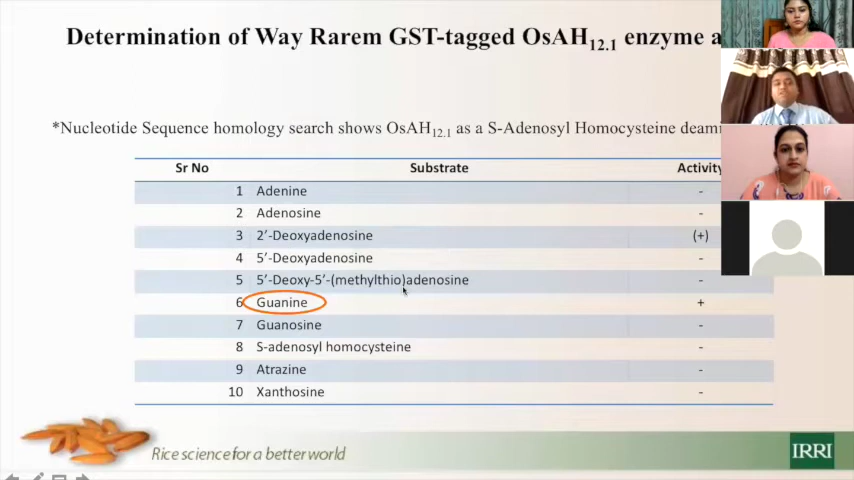 Determination of Way Rarem GST-tagged OsAH12.1 enzyme a
*Nucleotide Sequence homology search shows OsAH12.1 as a S-Adenosyl Homocysteine deam
Sr No Substrate Activity
1 Adenine -
2 Adenosine -
3 2’-Deoxyadenosine (+)
4 5’-Deoxyadenosine -
5 5’-Deoxy-5’-(methylthio)adenosine -
6 Guanine +
7 Guanosine -
8 S-adenosyl homocysteine -
9 Atrazine -
10 Xanthosine -
Rice science for a better world
IRRI